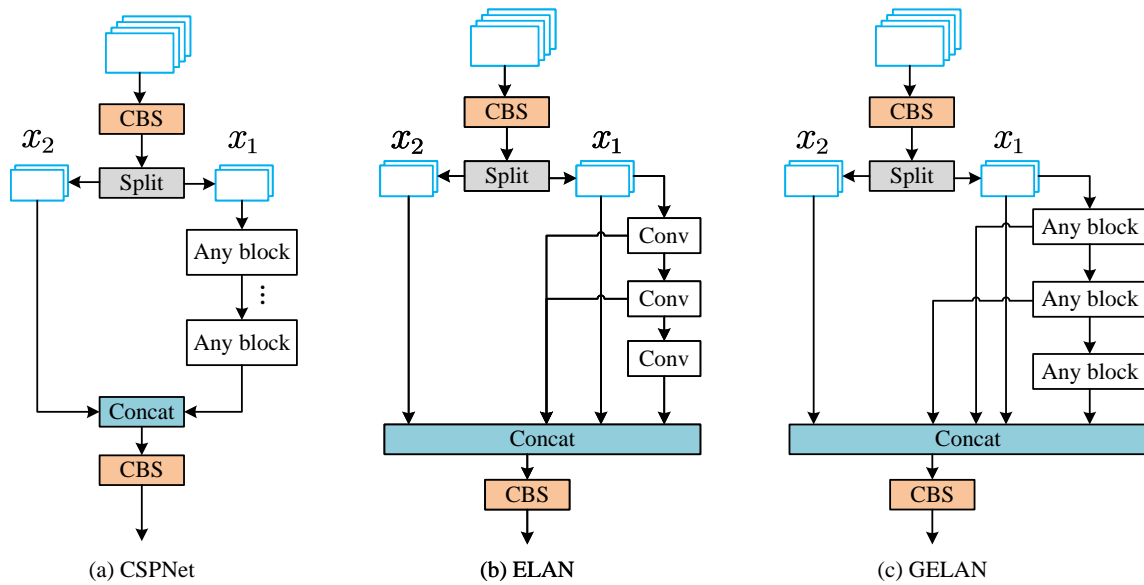 CBS
x₂
x₁
Split
Any block
⋮
Any block
Concat
CBS
(a) CSPNet
CBS
x₂
x₁
Split
Conv
Conv
Conv
Concat
CBS
(b) ELAN
CBS
x₂
x₁
Split
Any block
Any block
Any block
Concat
CBS
(c) GELAN